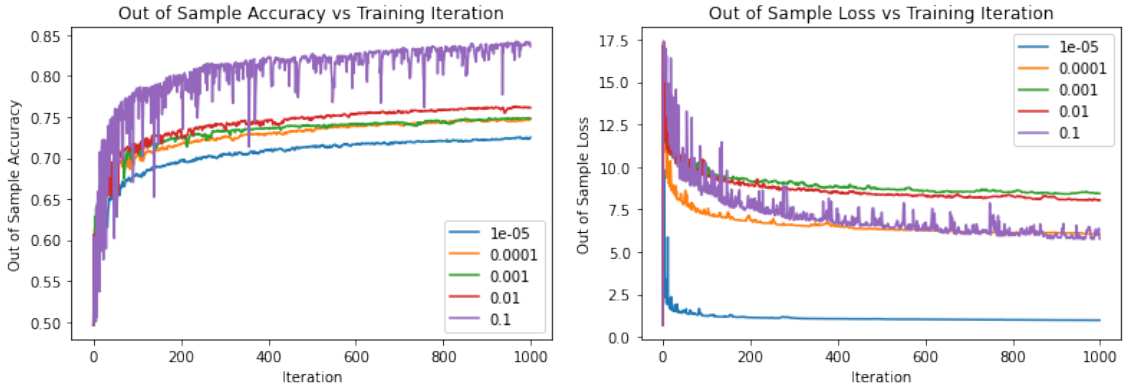 Out of Sample Accuracy vs Training Iteration
Out of Sample Accuracy
0.85
0.80
0.75
0.70
0.65
0.60
0.55
0.50
1e-05
0.0001
0.001
0.01
0.1
0 200 400 600 800 1000
Iteration
Out of Sample Loss vs Training Iteration
Out of Sample Loss
17.5
15.0
12.5
10.0
7.5
5.0
2.5
0.0
1e-05
0.0001
0.001
0.01
0.1
0 200 400 600 800 1000
Iteration